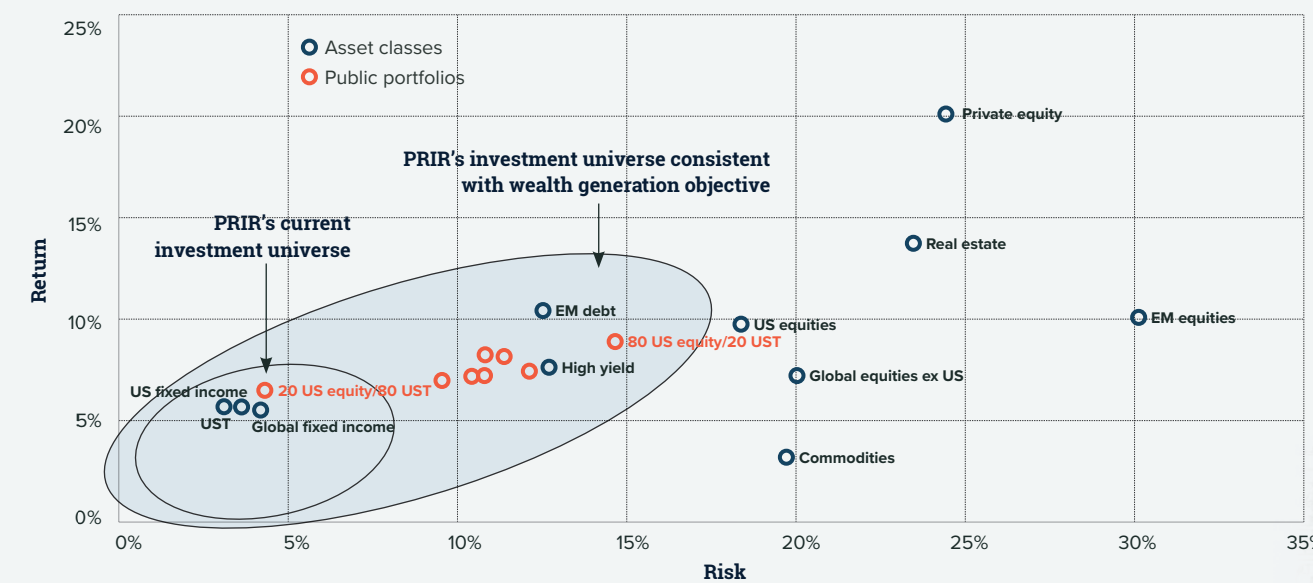 25%
Asset classes
Public portfolios
20%
Private equity
PRIR’s investment universe consistent
with wealth generation objective
15%
PRIR’s current
investment universe
Real estate
Return
10%
EM debt
US equities
EM equities
80 US equity/20 UST
High yield
Global equities ex US
US fixed income
20 US equity/80 UST
5%
UST
Global fixed income
Commodities
0%
0%
5%
10%
15%
20%
25%
30%
35%
Risk